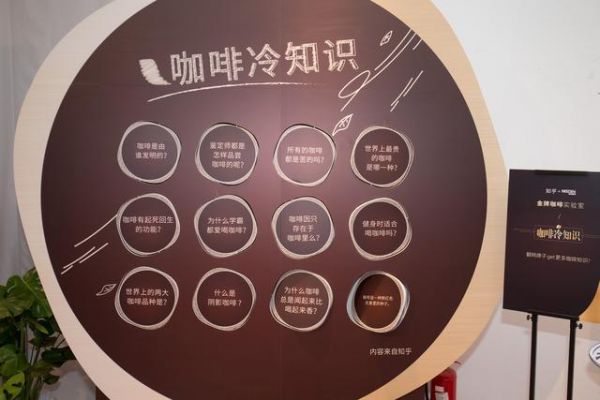 咖啡冷知识
咖啡是由
谁发明的？
鉴定师都是
怎样品尝
咖啡的呢？
所有的咖啡
都是苦的吗？
世界上最贵
的咖啡
是哪一种？
咖啡有起死回生
的功能？
为什么学霸
都爱喝咖啡？
咖啡因只
存在于
咖啡里么？
健身时适合
喝咖啡吗？
世界上的两大
咖啡品种是？
什么是
阴影咖啡？
为什么咖啡
总是闻起来比
喝起来香？
内容来自知乎
知乎
金牌咖啡实验室
咖啡冷知识